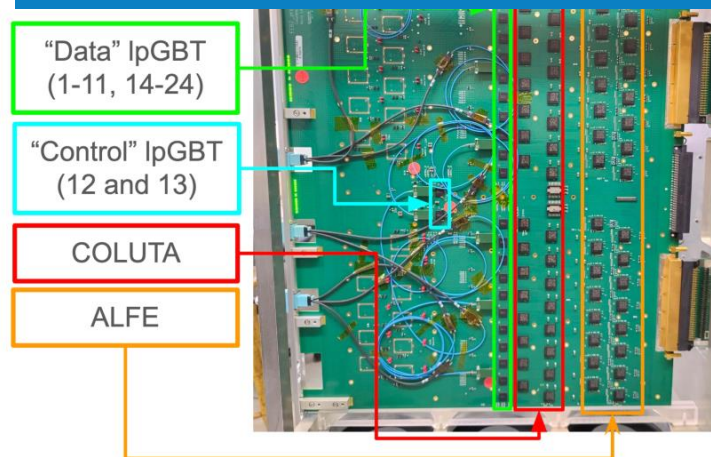 “Data” lpGBT
(1-11, 14-24)
“Control” lpGBT
(12 and 13)
COLUTA
ALFE